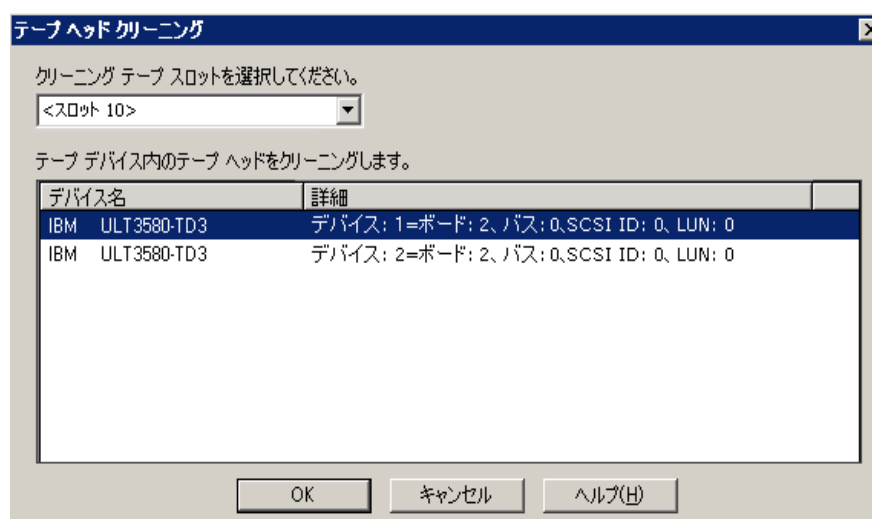 テープ ヘッド クリーニング
クリーニング テープ スロットを選択してください。
<スロット 10>
テープ デバイス内のテープ ヘッドをクリーニングします。
デバイス名 詳細
IBM ULT3580-TD3 デバイス: 1=ボード: 2、バス: 0、SCSI ID: 0、LUN: 0
IBM ULT3580-TD3 デバイス: 2=ボード: 2、バス: 0、SCSI ID: 0、LUN: 0
OK キャンセル ヘルプ(H)